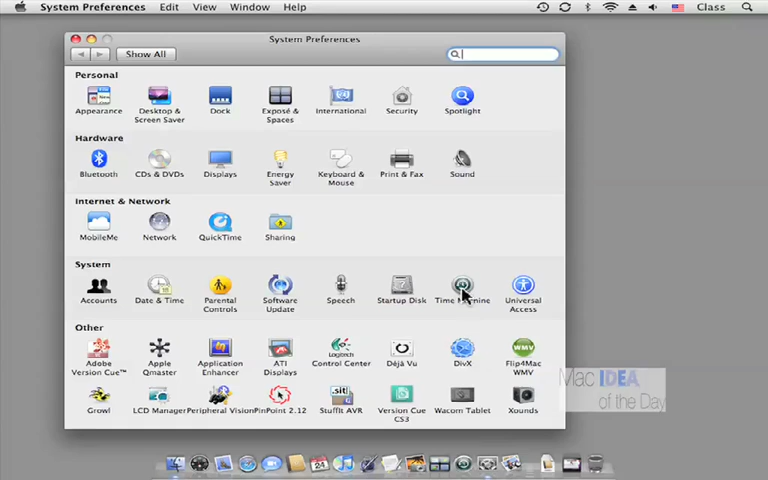 System Preferences Edit View Window Help Class
System Preferences
Show All
Personal
Appearance
Desktop &
Screen Saver
Dock
Exposé &
Spaces
International
Security
Spotlight
Hardware
Bluetooth
CDs & DVDs
Displays
Energy
Saver
Keyboard &
Mouse
Print & Fax
Sound
Internet & Network
MobileMe
Network
QuickTime
Sharing
System
Accounts
Date & Time
Parental
Controls
Software
Update
Speech
Startup Disk
Time Machine
Universal
Access
Other
Adobe
Version Cue™
Apple
Qmaster
Application
Enhancer
ATI
Displays
Logitech
Control Center
Déjà Vu
DivX
WMV
Flip4Mac
WMV
Growl
LCD Manager
Peripheral Vision
PinPoint 2.12
.sit!
StuffIt AVR
Version Cue
CS3
Wacom Tablet
Xounds
Mac IDEA
of the Day
24